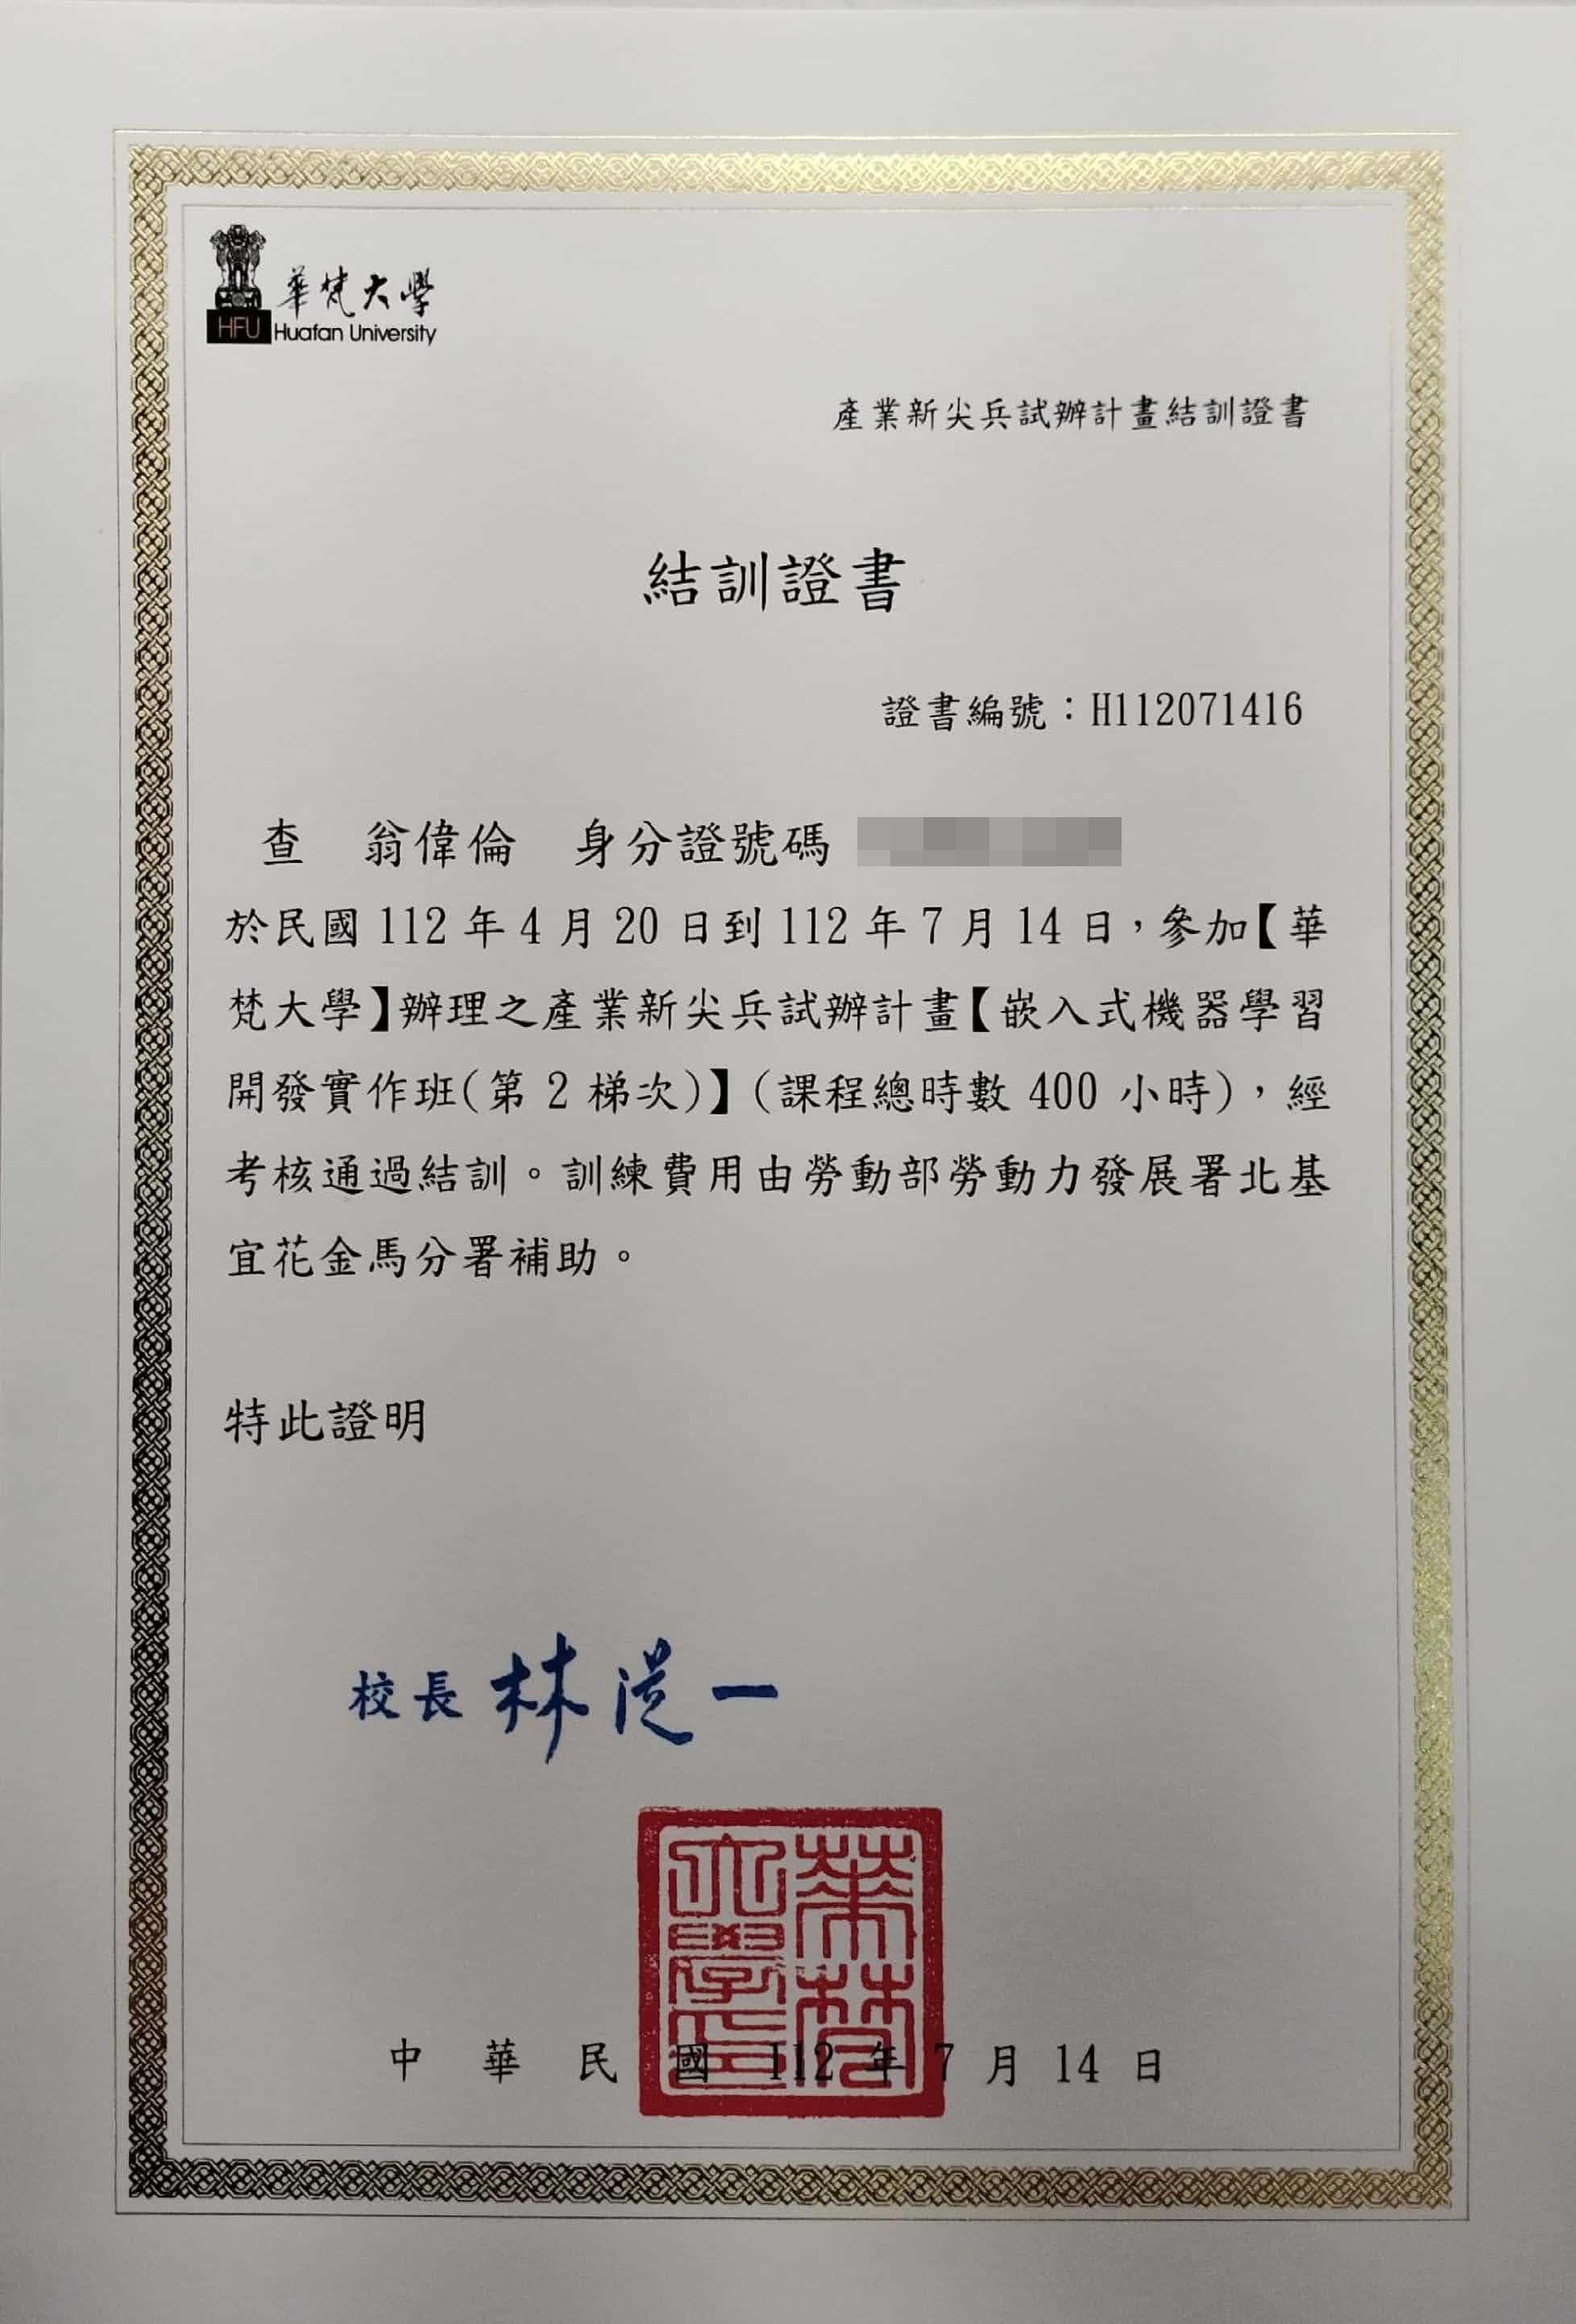 華梵大學
HFU Huafan University
產業新尖兵試辦計畫結訓證書
結訓證書
證書編號：H112071416
查 翁偉倫 身分證號碼
於民國 112 年 4 月 20 日到 112 年 7 月 14 日，參加【華
梵大學】辦理之產業新尖兵試辦計畫【嵌入式機器學習
開發實作班(第 2 梯次)】(課程總時數 400 小時)，經
考核通過結訓。訓練費用由勞動部勞動力發展署北基
宜花金馬分署補助。
特此證明
校長 林從一
華梵大學印
中 華 民 國 112 年 7 月 14 日